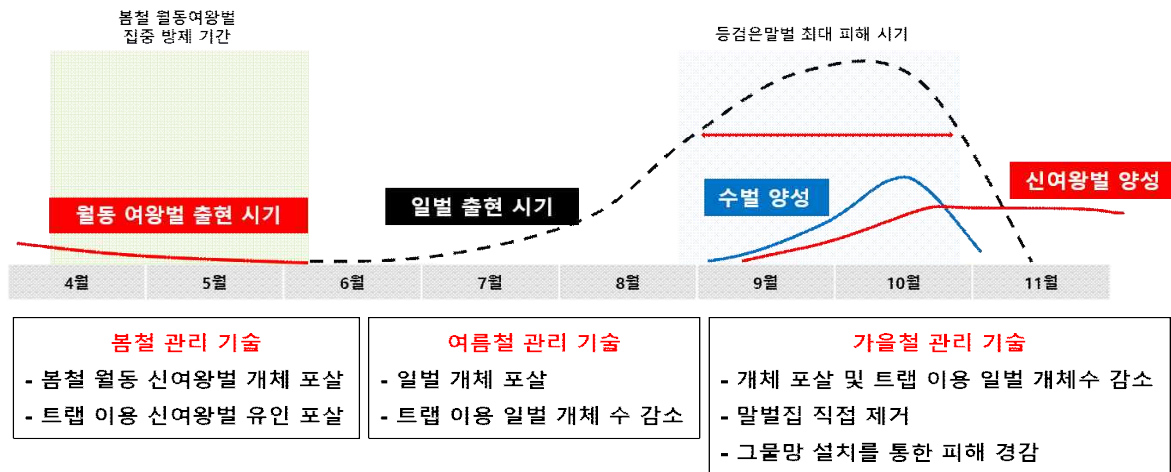 봄철 월동여왕벌
집중 방제 기간
등검은말벌 최대 피해 시기
월동 여왕벌 출현 시기
일벌 출현 시기
수벌 양성
신여왕벌 양성
4월 5월 6월 7월 8월 9월 10월 11월
봄철 관리 기술
- 봄철 월동 신여왕벌 개체 포살
- 트랩 이용 신여왕벌 유인 포살
여름철 관리 기술
- 일벌 개체 포살
- 트랩 이용 일벌 개체 수 감소
가을철 관리 기술
- 개체 포살 및 트랩 이용 일벌 개체수 감소
- 말벌집 직접 제거
- 그물망 설치를 통한 피해 경감